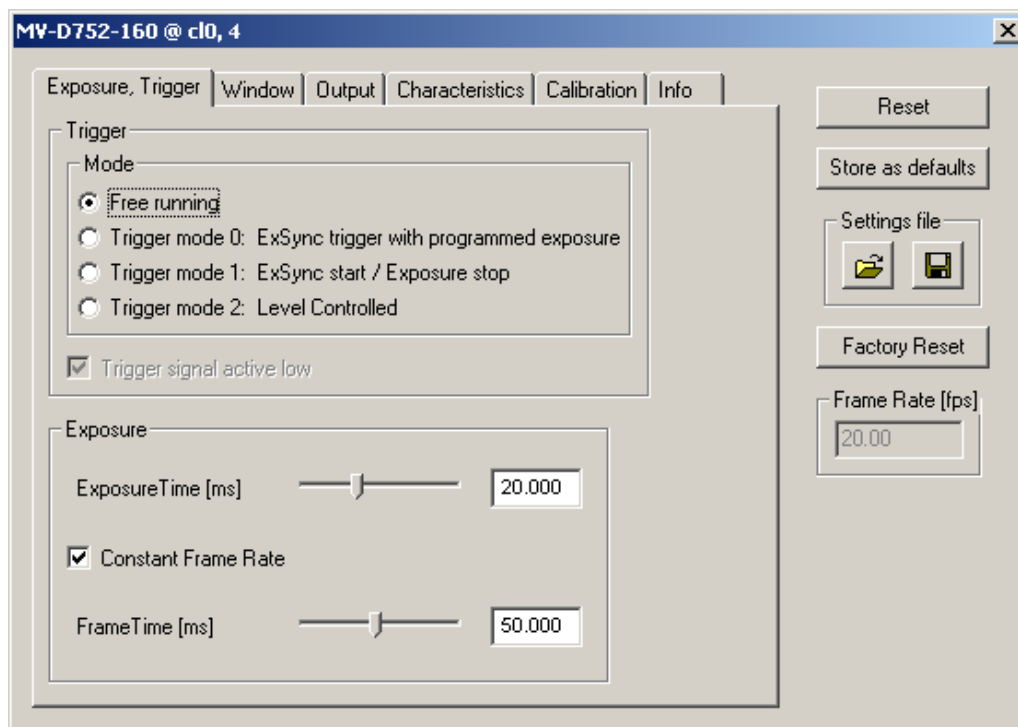 MV-D752-160 @ cl0, 4
Exposure, Trigger Window Output Characteristics Calibration Info
Trigger
Mode
Free running
Trigger mode 0: ExSync trigger with programmed exposure
Trigger mode 1: ExSync start / Exposure stop
Trigger mode 2: Level Controlled
Trigger signal active low
Exposure
ExposureTime [ms] 20.000
Constant Frame Rate
FrameTime [ms] 50.000
Reset
Store as defaults
Settings file
Factory Reset
Frame Rate [fps]
20.00